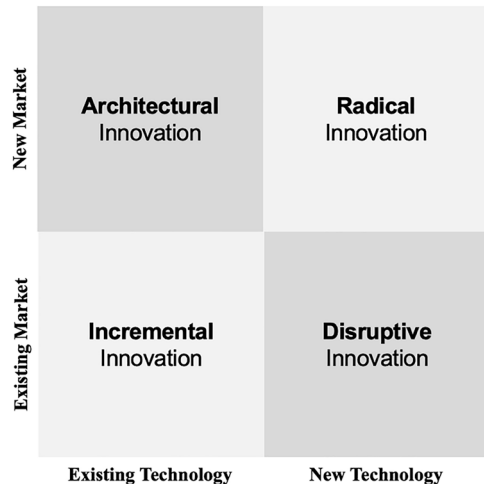 New Market
Architectural
Innovation
Radical
Innovation
Existing Market
Incremental
Innovation
Disruptive
Innovation
Existing Technology
New Technology